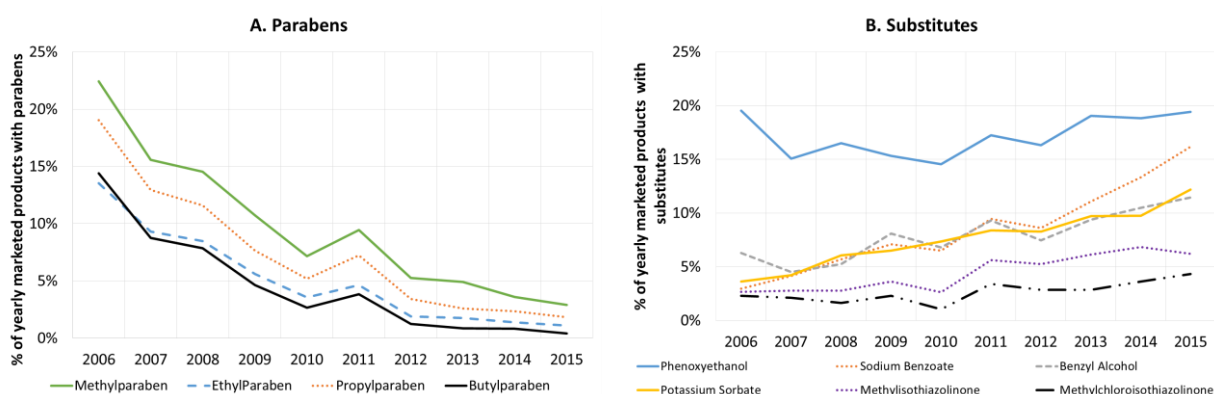 A. Parabens
% of yearly marketed products with parabens
25%
20%
15%
10%
5%
0%
2006 2007 2008 2009 2010 2011 2012 2013 2014 2015
Methylparaben EthylParaben Propylparaben Butylparaben
B. Substitutes
% of yearly marketed products with
substitutes
25%
20%
15%
10%
5%
0%
2006 2007 2008 2009 2010 2011 2012 2013 2014 2015
Phenoxyethanol Sodium Benzoate Benzyl Alcohol
Potassium Sorbate Methylisothiazolinone Methylchloroisothiazolinone